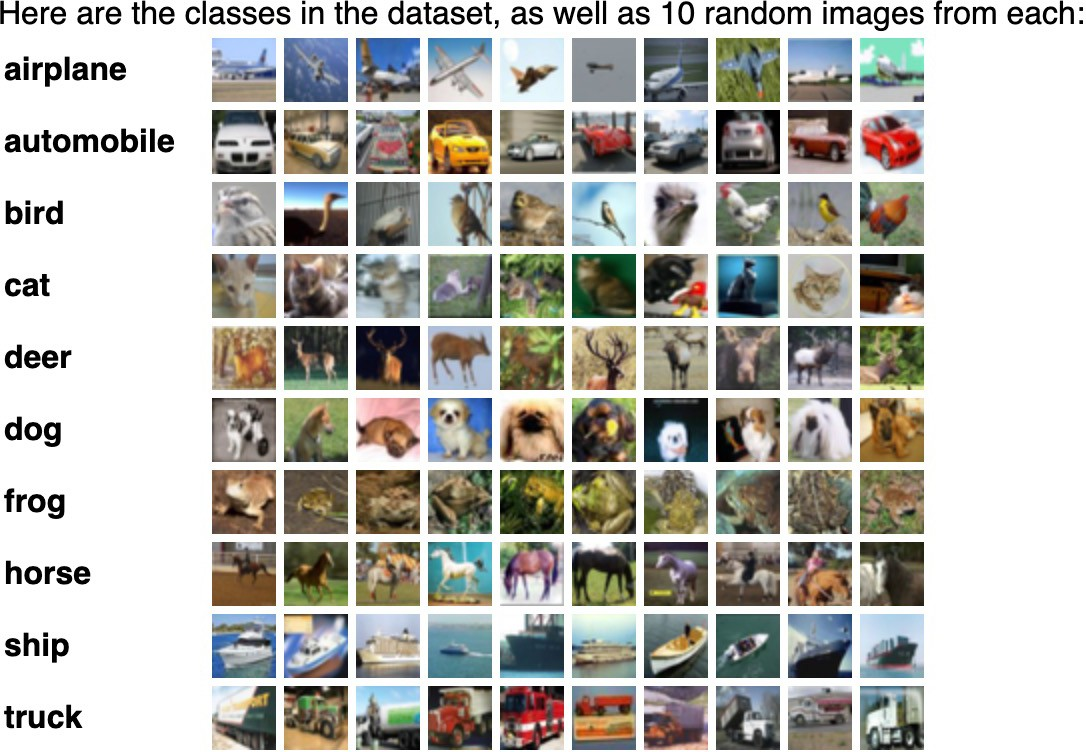 Here are the classes in the dataset, as well as 10 random images from each:
airplane
automobile
bird
cat
deer
dog
frog
horse
ship
truck